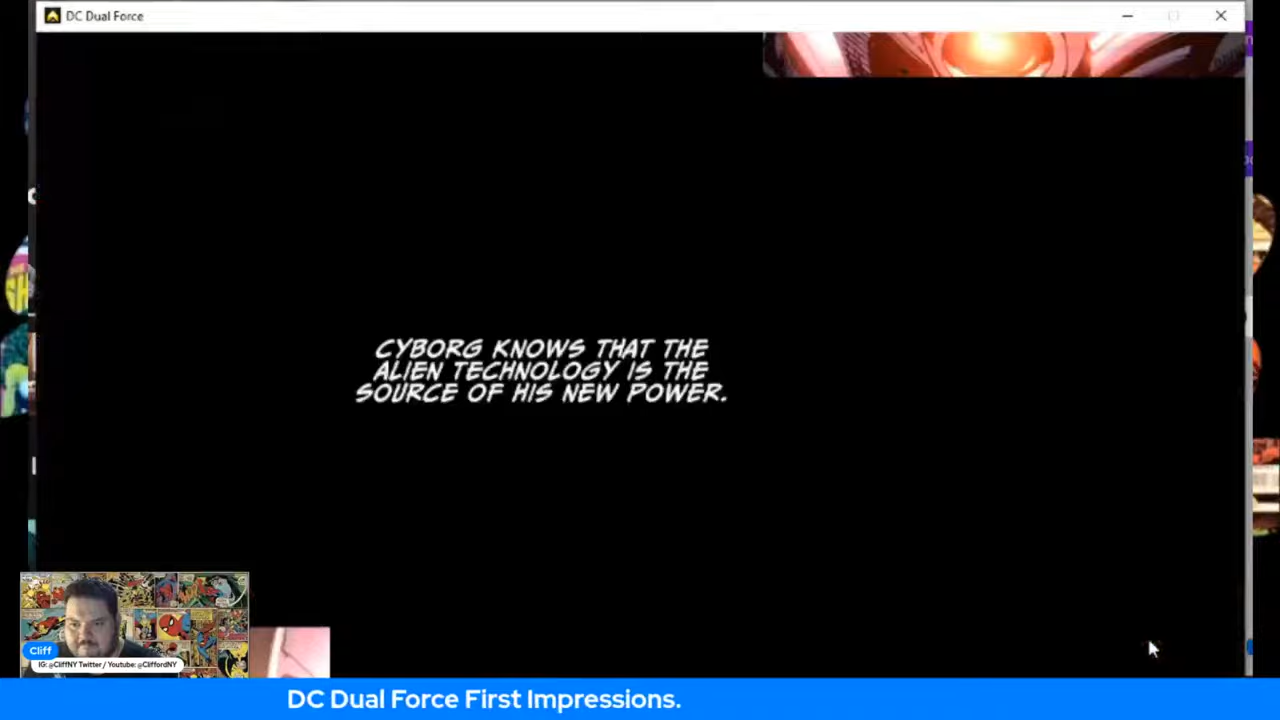 DC Dual Force
CYBORG KNOWS THAT THE
ALIEN TECHNOLOGY IS THE
SOURCE OF HIS NEW POWER.
Cliff
IG: @CliffNY Twitter / Youtube: @CliffordNY
DC Dual Force First Impressions.